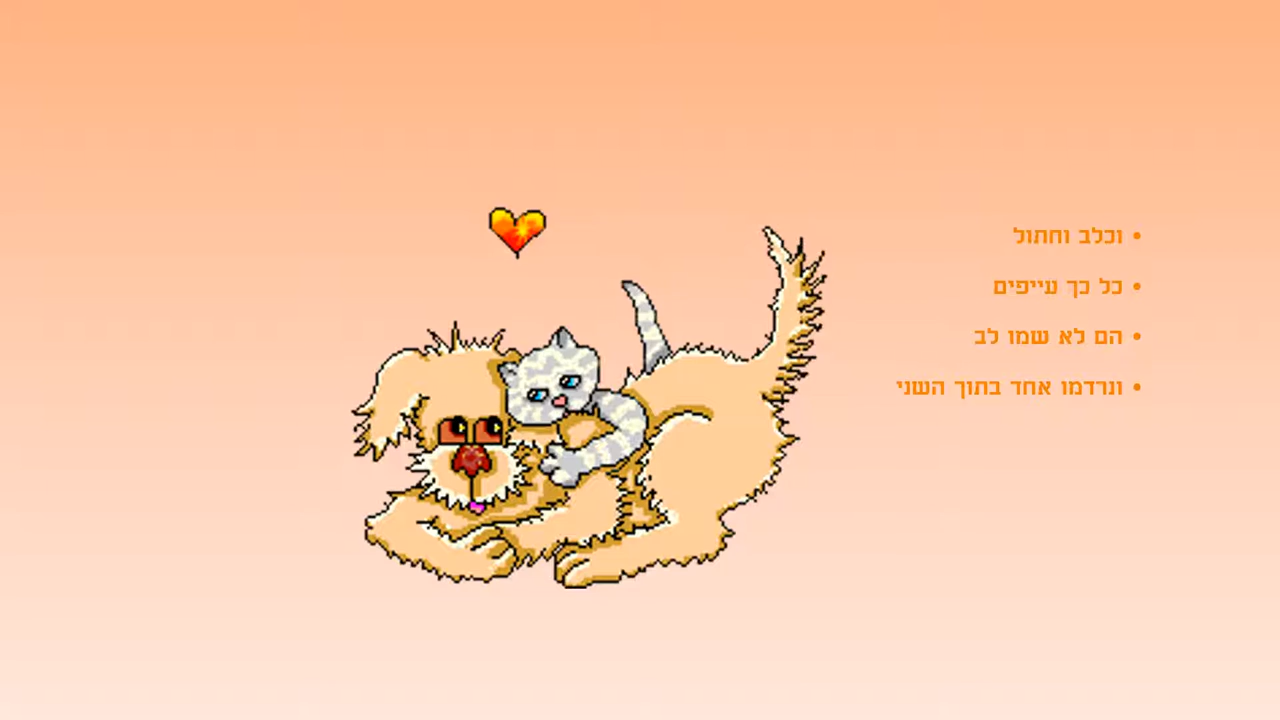 • וכלב וחתול
• כל כך עייפים
• הם לא שמו לב
• ונרדמו אחד בתוך השני